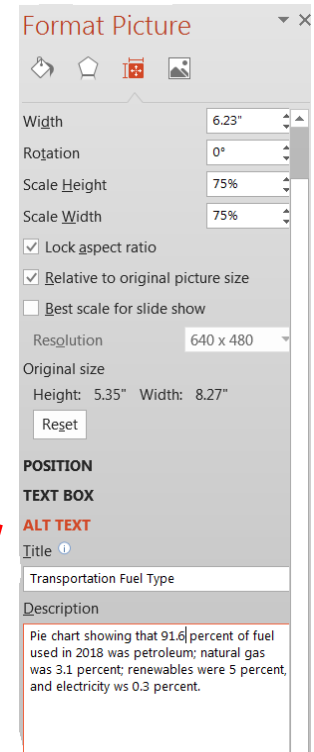 Format Picture
Width 6.23"
Rotation 0°
Scale Height 75%
Scale Width 75%
Lock aspect ratio
Relative to original picture size
Best scale for slide show
Resolution 640 x 480
Original size
Height: 5.35" Width: 8.27"
Reset
POSITION
TEXT BOX
ALT TEXT
Title
Transportation Fuel Type
Description
Pie chart showing that 91.6 percent of fuel
used in 2018 was petroleum; natural gas
was 3.1 percent; renewables were 5 percent,
and electricity ws 0.3 percent.